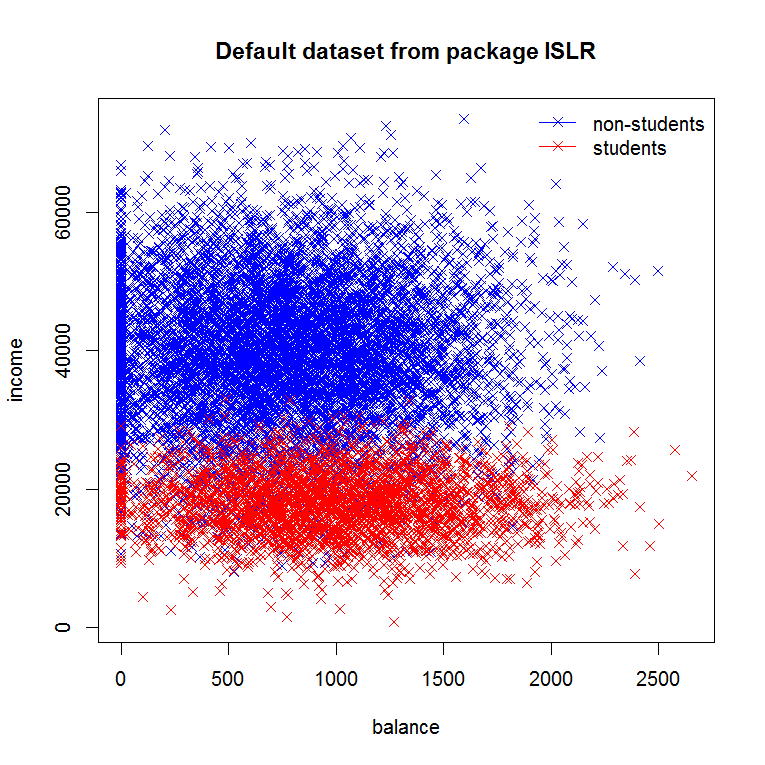 Default dataset from package ISLR
non-students
students
60000
40000
20000
0
income
0 500 1000 1500 2000 2500
balance